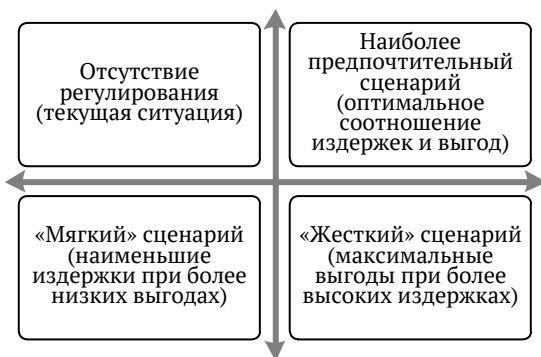 Отсутствие
регулирования
(текущая ситуация)
Наиболее
предпочтительный
сценарий
(оптимальное
соотношение
издержек и выгод)
«Мягкий» сценарий
(наименьшие
издержки при более
низких выгодах)
«Жесткий» сценарий
(максимальные
выгоды при более
высоких издержках)